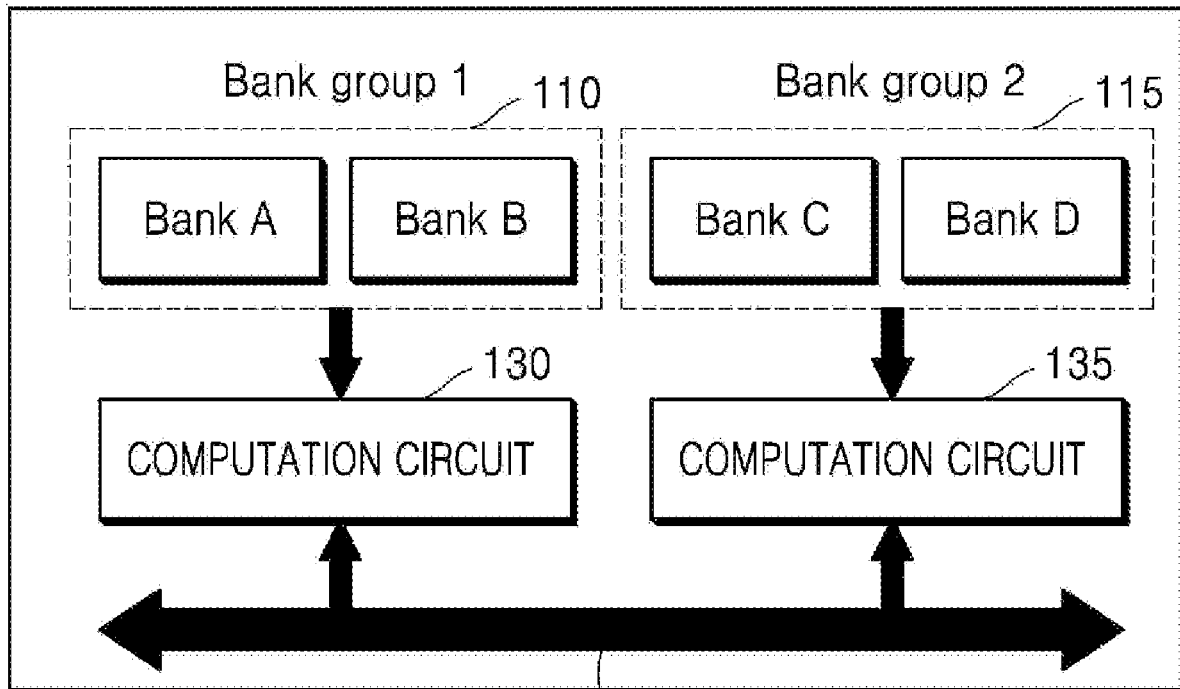 Bank group 1
110
Bank group 2
115
Bank A
Bank B
Bank C
Bank D
130
135
COMPUTATION CIRCUIT
COMPUTATION CIRCUIT